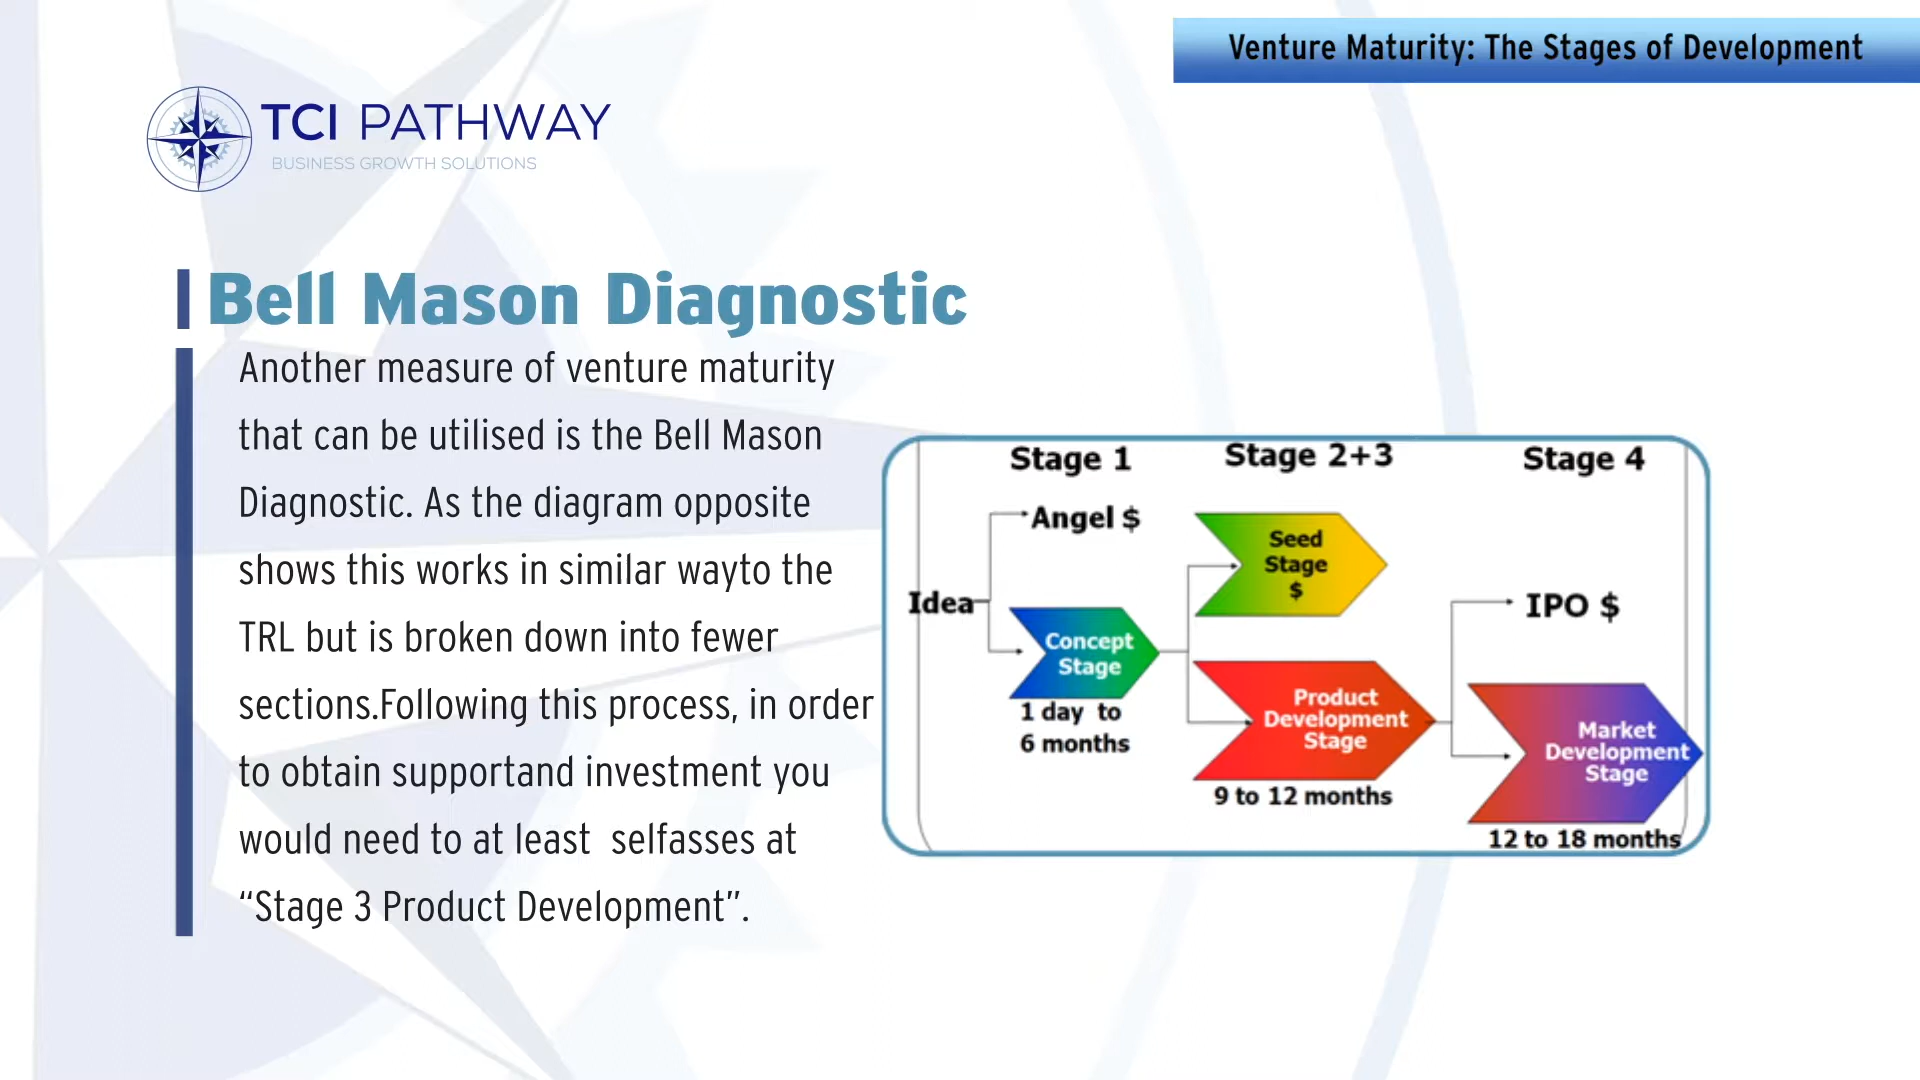 Venture Maturity: The Stages of Development
TCI PATHWAY
BUSINESS GROWTH SOLUTIONS
Bell Mason Diagnostic
Another measure of venture maturity
that can be utilised is the Bell Mason
Diagnostic. As the diagram opposite
shows this works in similar wayto the
TRL but is broken down into fewer
sections.Following this process, in order
to obtain supportand investment you
would need to at least  selfasses at
“Stage 3 Product Development”.
Stage 1
Stage 2+3
Stage 4
Angel $
Seed
Stage
$
Idea
IPO $
Concept
Stage
1 day to
6 months
Product
Development
Stage
9 to 12 months
Market
Development
Stage
12 to 18 months